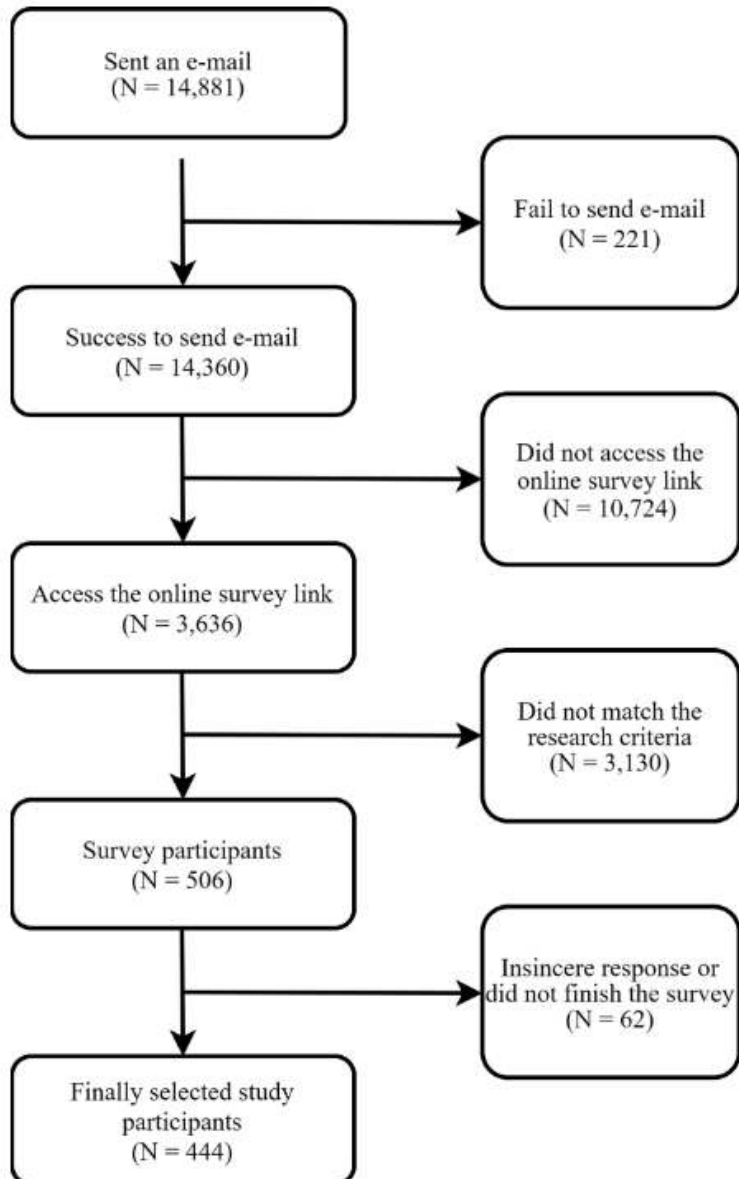 Sent an e-mail
(N = 14,881)
Fail to send e-mail
(N = 221)
Success to send e-mail
(N = 14,360)
Did not access the
online survey link
(N = 10,724)
Access the online survey link
(N = 3,636)
Did not match the
research criteria
(N = 3,130)
Survey participants
(N = 506)
Insincere response or
did not finish the survey
(N = 62)
Finally selected study
participants
(N = 444)